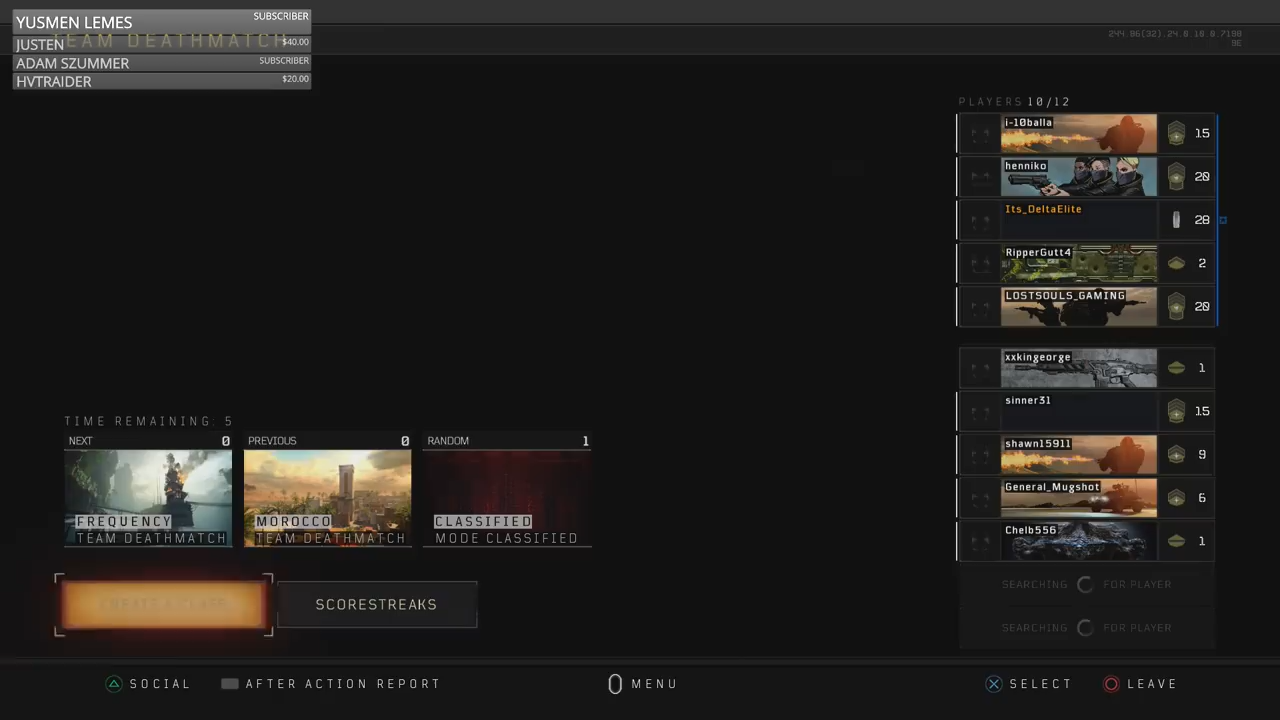 YUSMEN LEMES SUBSCRIBER
TEAM DEATHMATCH
JUSTEN $40.00
ADAM SZUMMER SUBSCRIBER
HVTRAIDER $20.00
PLAYERS 10/12
i-10balla 15
henniko 20
Its_DeltaElite 28
RipperGutt4 2
LOSTSOULS_GAMING 20
xxkingeorge 1
sinner31 15
shawn15911 9
General_Mugshot 6
Chelb556 1
SEARCHING FOR PLAYER
SEARCHING FOR PLAYER
TIME REMAINING: 5
NEXT 0
FREQUENCY
TEAM DEATHMATCH
PREVIOUS 0
MOROCCO
TEAM DEATHMATCH
RANDOM 1
CLASSIFIED
MODE CLASSIFIED
SCORESTREAKS
SOCIAL
AFTER ACTION REPORT
MENU
SELECT
LEAVE